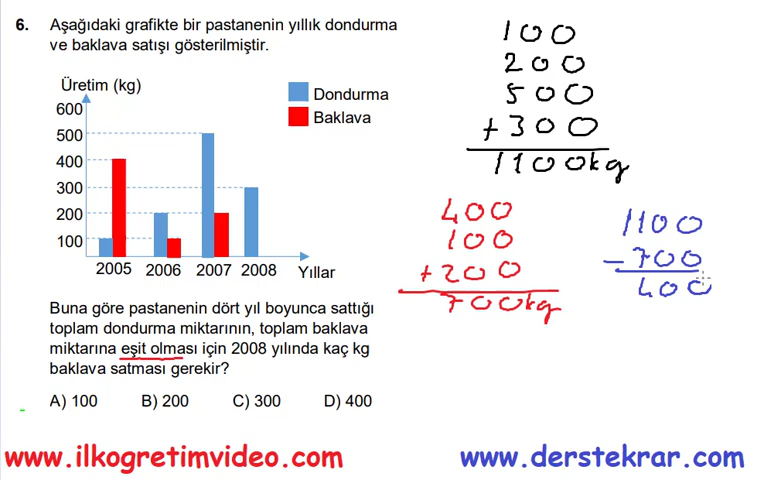 6. Aşağıdaki grafikte bir pastanenin yıllık dondurma
ve baklava satışı gösterilmiştir.
Üretim (kg)
600
500
400
300
200
100
2005 2006 2007 2008 Yıllar
Dondurma
Baklava
Buna göre pastanenin dört yıl boyunca sattığı
toplam dondurma miktarının, toplam baklava
miktarına eşit olması için 2008 yılında kaç kg
baklava satması gerekir?
A) 100 B) 200 C) 300 D) 400
100
200
500
+300
1100kg
400
100
+200
700kg
1100
-700
400
www.ilkogretimvideo.com
www.derstekrar.com